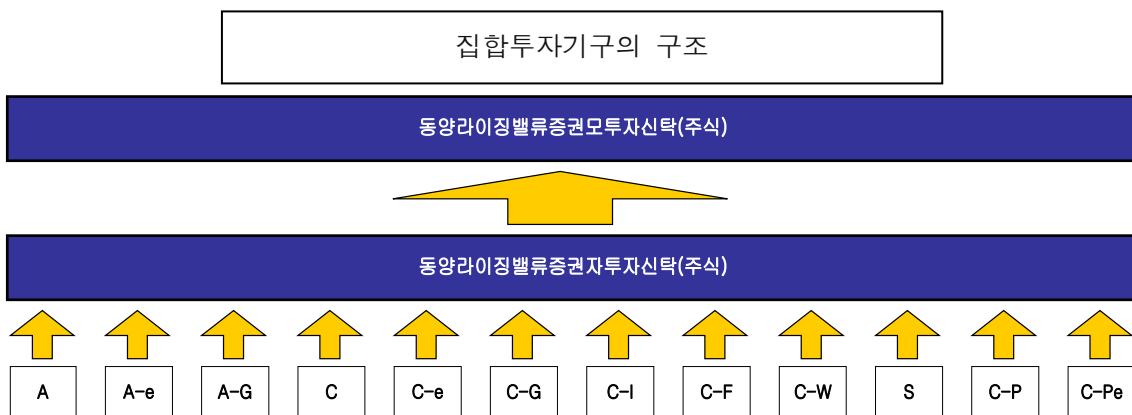 집합투자기구의 구조
동양라이징밸류증권모투자신탁(주식)
동양라이징밸류증권자투자신탁(주식)
A A-e A-G C C-e C-G C-I C-F C-W S C-P C-Pe